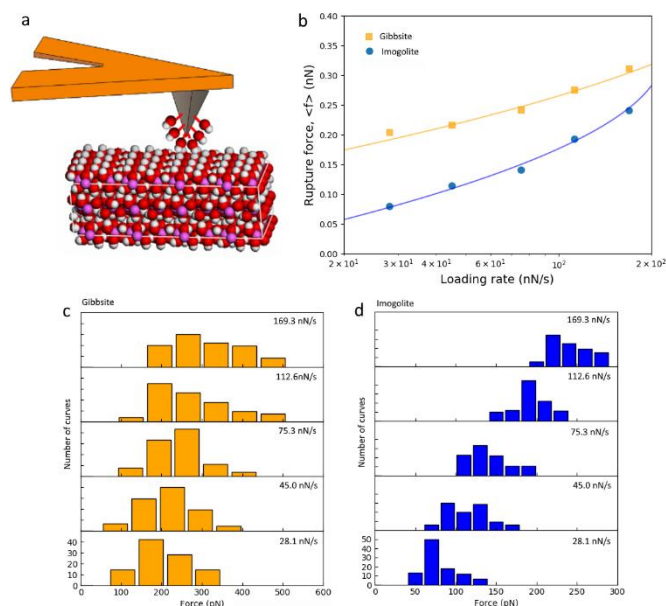 a
b
Gibbsite
Imogolite
Rupture force, <f> (nN)
0.40
0.35
0.30
0.25
0.20
0.15
0.10
0.05
0.00
2 × 10¹
3 × 10¹
4 × 10¹
6 × 10¹
10²
2 × 10²
Loading rate (nN/s)
c
Gibbsite
169.3 nN/s
112.6 nN/s
75.3 nN/s
45.0 nN/s
28.1 nN/s
Number of curves
40
30
20
10
0
0 100 200 300 400 500 600
Force (pN)
d
Imogolite
169.3 nN/s
112.6 nN/s
75.3 nN/s
45.0 nN/s
28.1 nN/s
Number of curves
50
40
30
20
10
0
0 50 100 150 200 250 300
Force (pN)